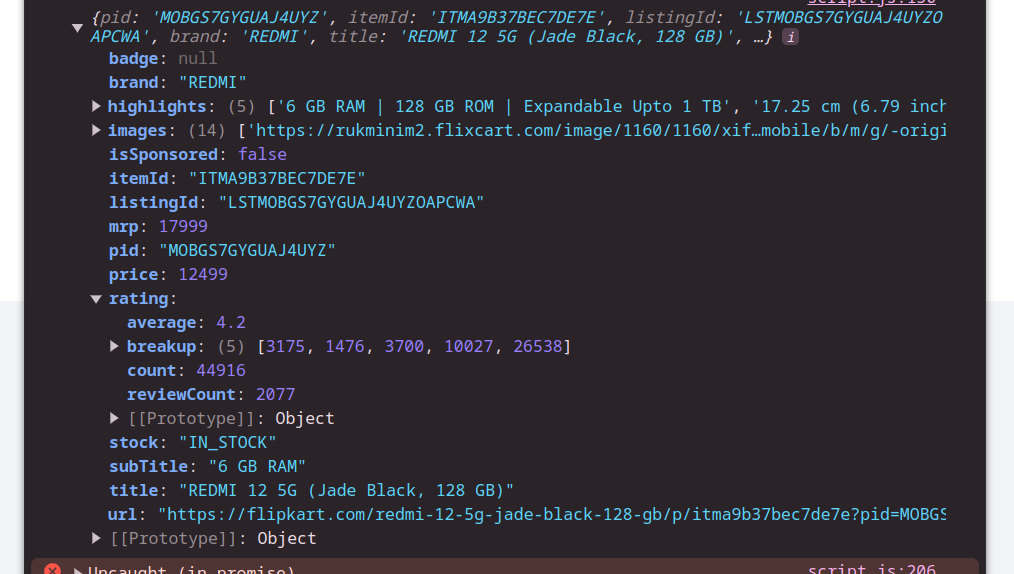 script.js:150
{pid: 'MOBGS7GYGUAJ4UYZ', itemId: 'ITMA9B37BEC7DE7E', listingId: 'LSTMOBGS7GYGUAJ4UYZO
APCWA', brand: 'REDMI', title: 'REDMI 12 5G (Jade Black, 128 GB)', …} i
badge: null
brand: "REDMI"
highlights: (5) ['6 GB RAM | 128 GB ROM | Expandable Upto 1 TB', '17.25 cm (6.79 inch
images: (14) ['https://rukminim2.flixcart.com/image/1160/1160/xif…mobile/b/m/g/-origi
isSponsored: false
itemId: "ITMA9B37BEC7DE7E"
listingId: "LSTMOBGS7GYGUAJ4UYZOAPCWA"
mrp: 17999
pid: "MOBGS7GYGUAJ4UYZ"
price: 12499
rating:
average: 4.2
breakup: (5) [3175, 1476, 3700, 10027, 26538]
count: 44916
reviewCount: 2077
[[Prototype]]: Object
stock: "IN_STOCK"
subTitle: "6 GB RAM"
title: "REDMI 12 5G (Jade Black, 128 GB)"
url: "https://flipkart.com/redmi-12-5g-jade-black-128-gb/p/itma9b37bec7de7e?pid=MOBGS
[[Prototype]]: Object
Uncaught (in promise) script.js:206